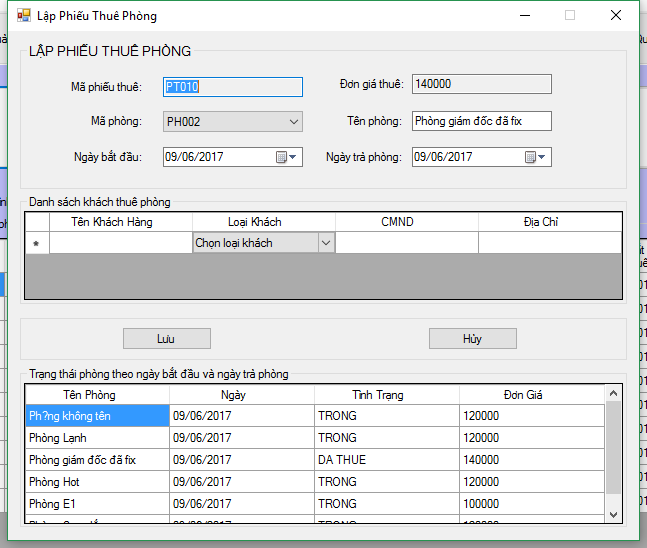 Lập Phiếu Thuê Phòng
LẬP PHIẾU THUÊ PHÒNG
Mã phiếu thuê: PT010 Đơn giá thuê: 140000
Mã phòng: PH002 Tên phòng: Phòng giám đốc đã fix
Ngày bắt đầu: 09/06/2017 Ngày trả phòng: 09/06/2017
Danh sách khách thuê phòng
Tên Khách Hàng Loại Khách CMND Địa Chỉ
* Chọn loại khách
Lưu Hủy
Trạng thái phòng theo ngày bắt đầu và ngày trả phòng
Tên Phòng Ngày Tình Trạng Đơn Giá
Ph?ng không tên 09/06/2017 TRONG 120000
Phòng Lạnh 09/06/2017 TRONG 120000
Phòng giám đốc đã fix 09/06/2017 DA THUE 140000
Phòng Hot 09/06/2017 TRONG 120000
Phòng E1 09/06/2017 TRONG 100000